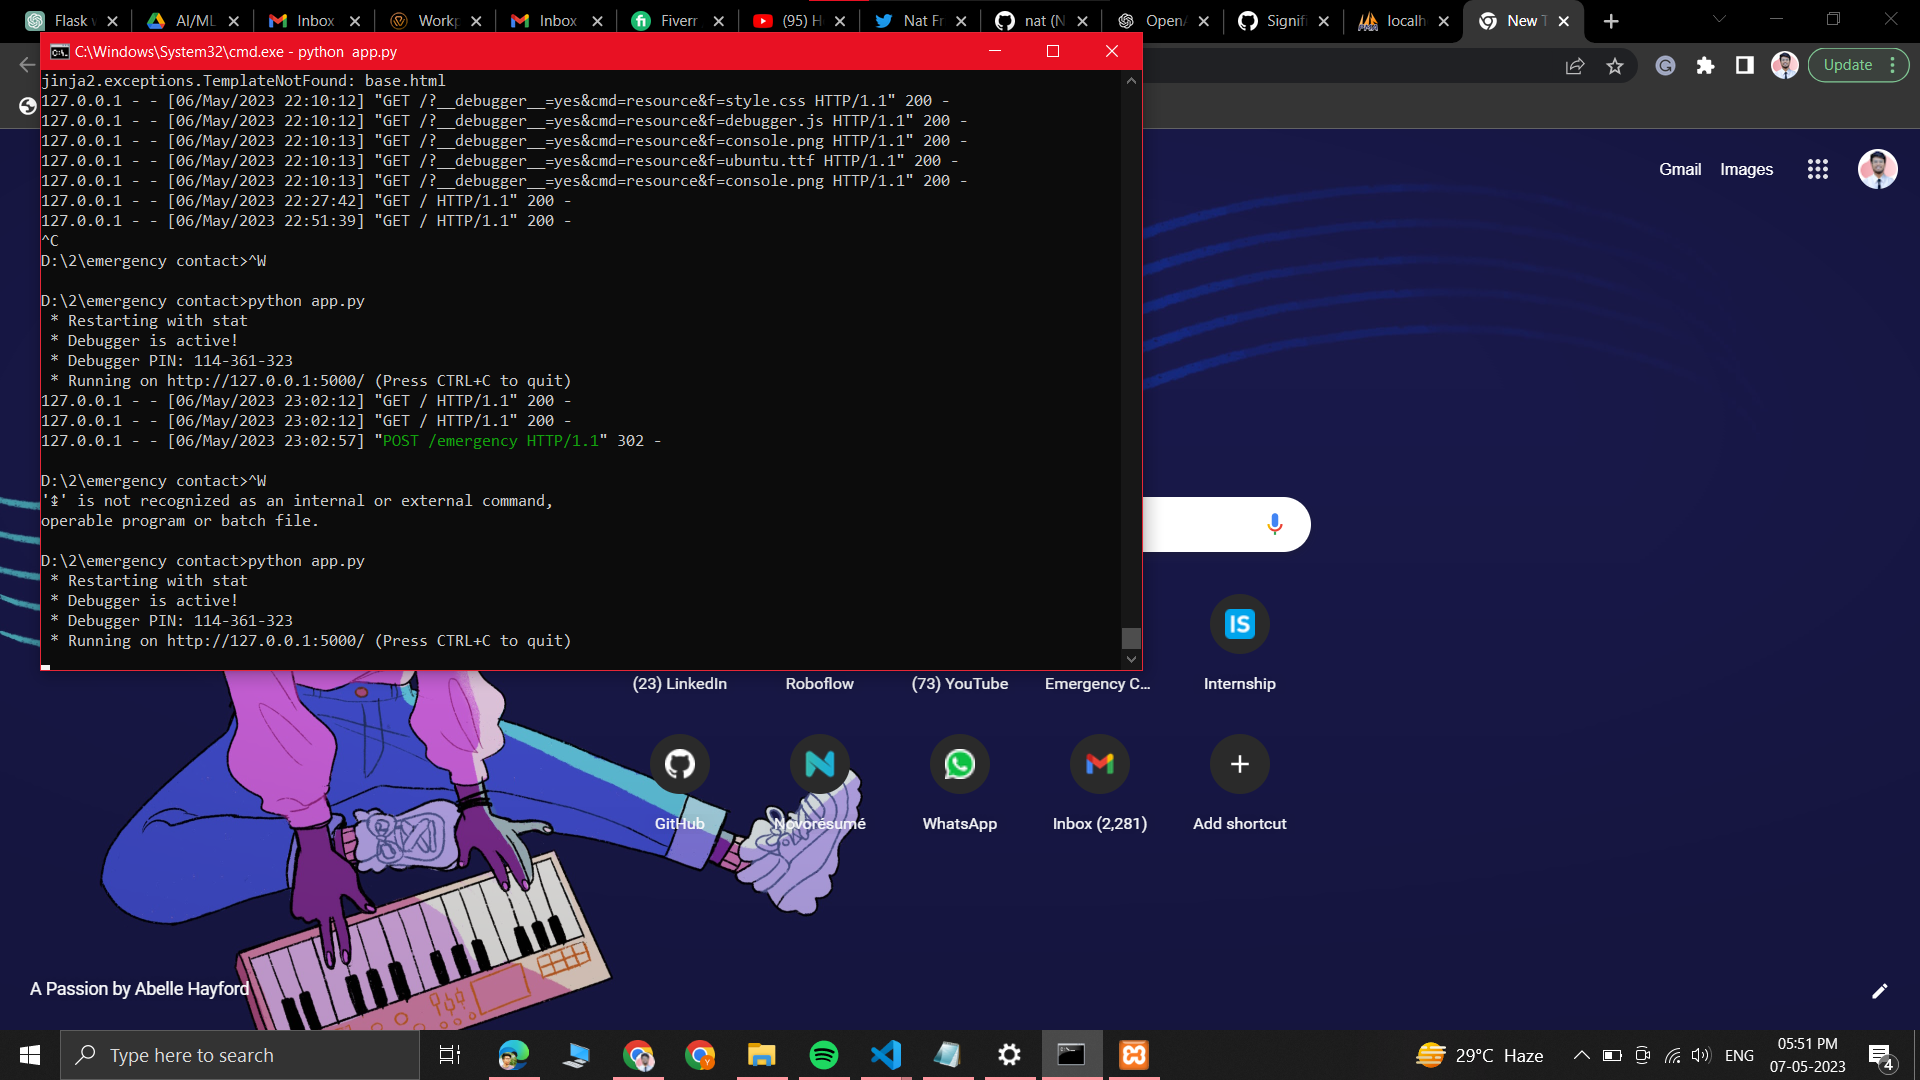 Flask w
AI/ML
Inbox
Workp
Inbox
Fiverr
(95) H
Nat Fr
nat (N
OpenA
Signifi
localh
New T
C:\Windows\System32\cmd.exe - python  app.py
Update
jinja2.exceptions.TemplateNotFound: base.html
127.0.0.1 - - [06/May/2023 22:10:12] "GET /?__debugger__=yes&cmd=resource&f=style.css HTTP/1.1" 200 -
127.0.0.1 - - [06/May/2023 22:10:12] "GET /?__debugger__=yes&cmd=resource&f=debugger.js HTTP/1.1" 200 -
127.0.0.1 - - [06/May/2023 22:10:13] "GET /?__debugger__=yes&cmd=resource&f=console.png HTTP/1.1" 200 -
127.0.0.1 - - [06/May/2023 22:10:13] "GET /?__debugger__=yes&cmd=resource&f=ubuntu.ttf HTTP/1.1" 200 -
127.0.0.1 - - [06/May/2023 22:10:13] "GET /?__debugger__=yes&cmd=resource&f=console.png HTTP/1.1" 200 -
127.0.0.1 - - [06/May/2023 22:27:42] "GET / HTTP/1.1" 200 -
127.0.0.1 - - [06/May/2023 22:51:39] "GET / HTTP/1.1" 200 -
^C
D:\2\emergency contact>^W
D:\2\emergency contact>python app.py
* Restarting with stat
* Debugger is active!
* Debugger PIN: 114-361-323
* Running on http://127.0.0.1:5000/ (Press CTRL+C to quit)
127.0.0.1 - - [06/May/2023 23:02:12] "GET / HTTP/1.1" 200 -
127.0.0.1 - - [06/May/2023 23:02:12] "GET / HTTP/1.1" 200 -
127.0.0.1 - - [06/May/2023 23:02:57] "POST /emergency HTTP/1.1" 302 -
D:\2\emergency contact>^W
'↨' is not recognized as an internal or external command,
operable program or batch file.
D:\2\emergency contact>python app.py
* Restarting with stat
* Debugger is active!
* Debugger PIN: 114-361-323
* Running on http://127.0.0.1:5000/ (Press CTRL+C to quit)
Gmail Images
IS
(23) LinkedIn
Roboflow
(73) YouTube
Emergency C...
Internship
GitHub
Novorésumé
WhatsApp
Inbox (2,281)
Add shortcut
A Passion by Abelle Hayford
Type here to search
29°C Haze
ENG
05:51 PM
07-05-2023
4